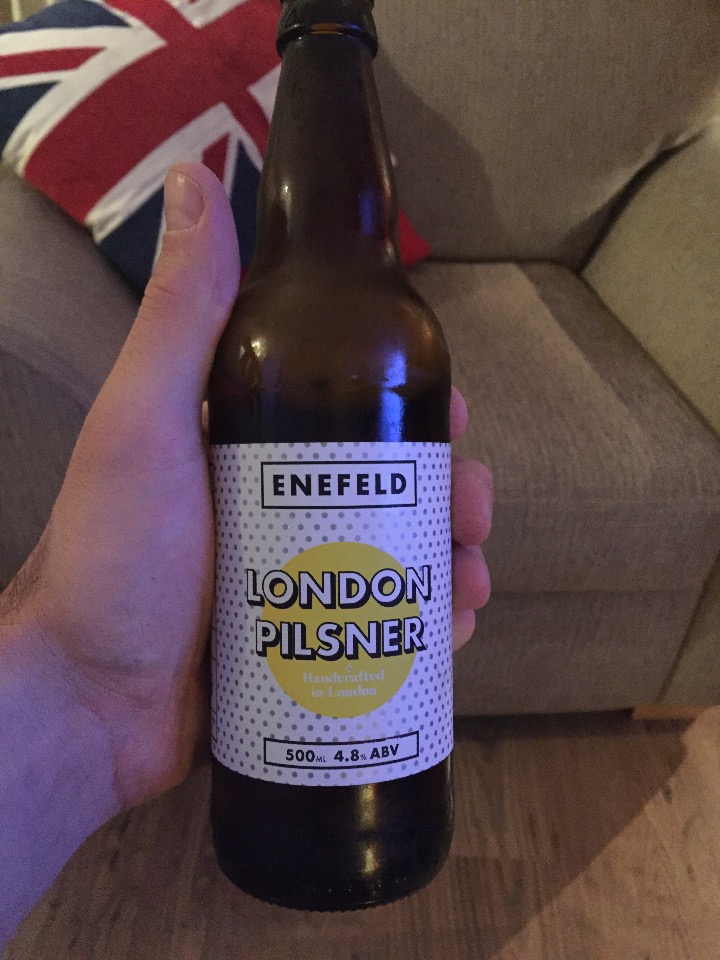 ENEFELD
LONDON
PILSNER
Handcrafted
in London
500ML 4.8% ABV